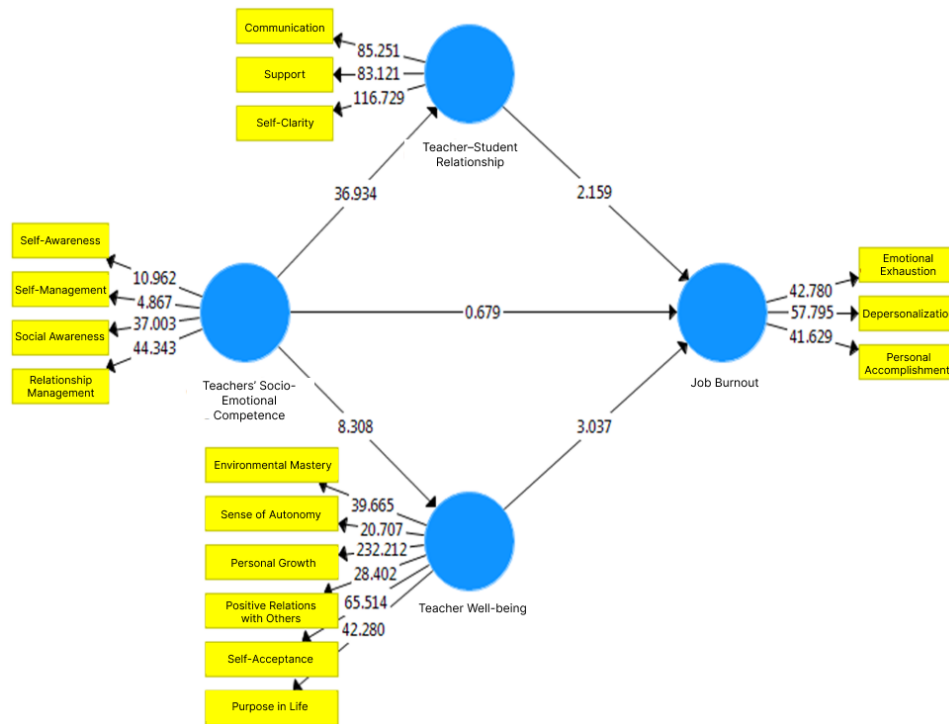 Communication
85.251
Support
83.121
116.729
Self-Clarity
Teacher–Student
Relationship
36.934
2.159
Self-Awareness
10.962
Self-Management
4.867
Social Awareness
37.003
44.343
Relationship
Management
Teachers’ Socio-
Emotional
Competence
0.679
Emotional
Exhaustion
42.780
57.795
Depersonalizatio
41.629
Personal
Accomplishment
Job Burnout
8.308
3.037
Environmental Mastery
39.665
Sense of Autonomy
20.707
232.212
Personal Growth
28.402
Positive Relations
with Others
65.514
42.280
Self-Acceptance
Purpose in Life
Teacher Well-being